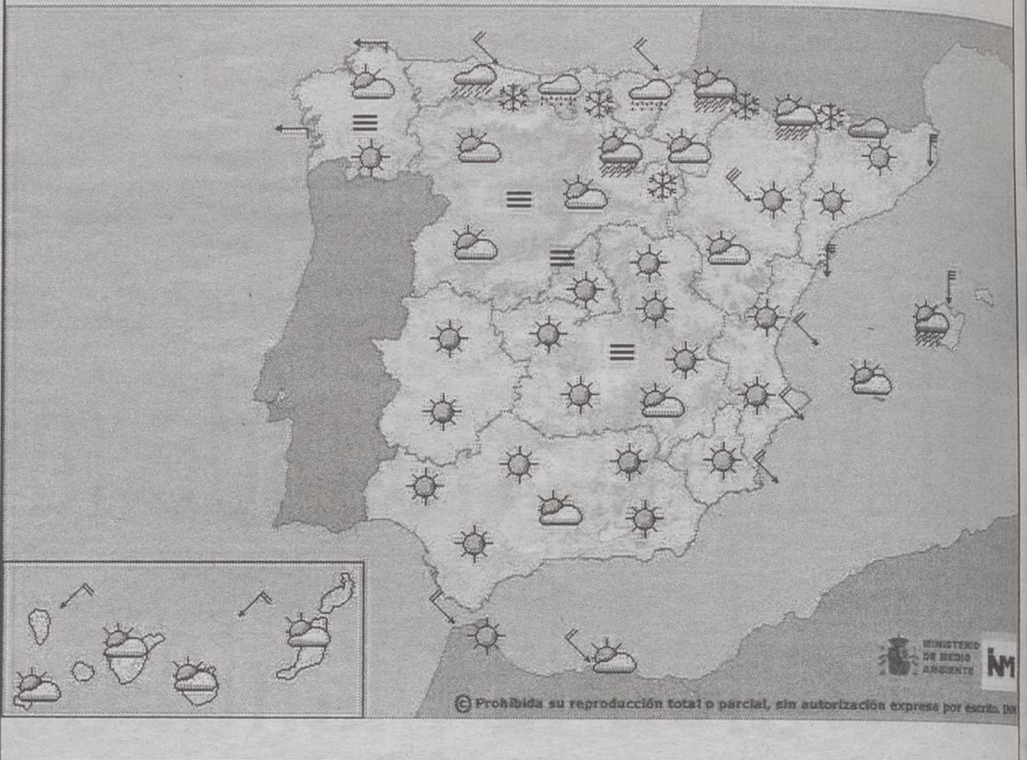 MINISTERIO
DE MEDIO
AMBIENTE
INM
© Prohibida su reproducción total o parcial, sin autorización expresa por escrito. INM